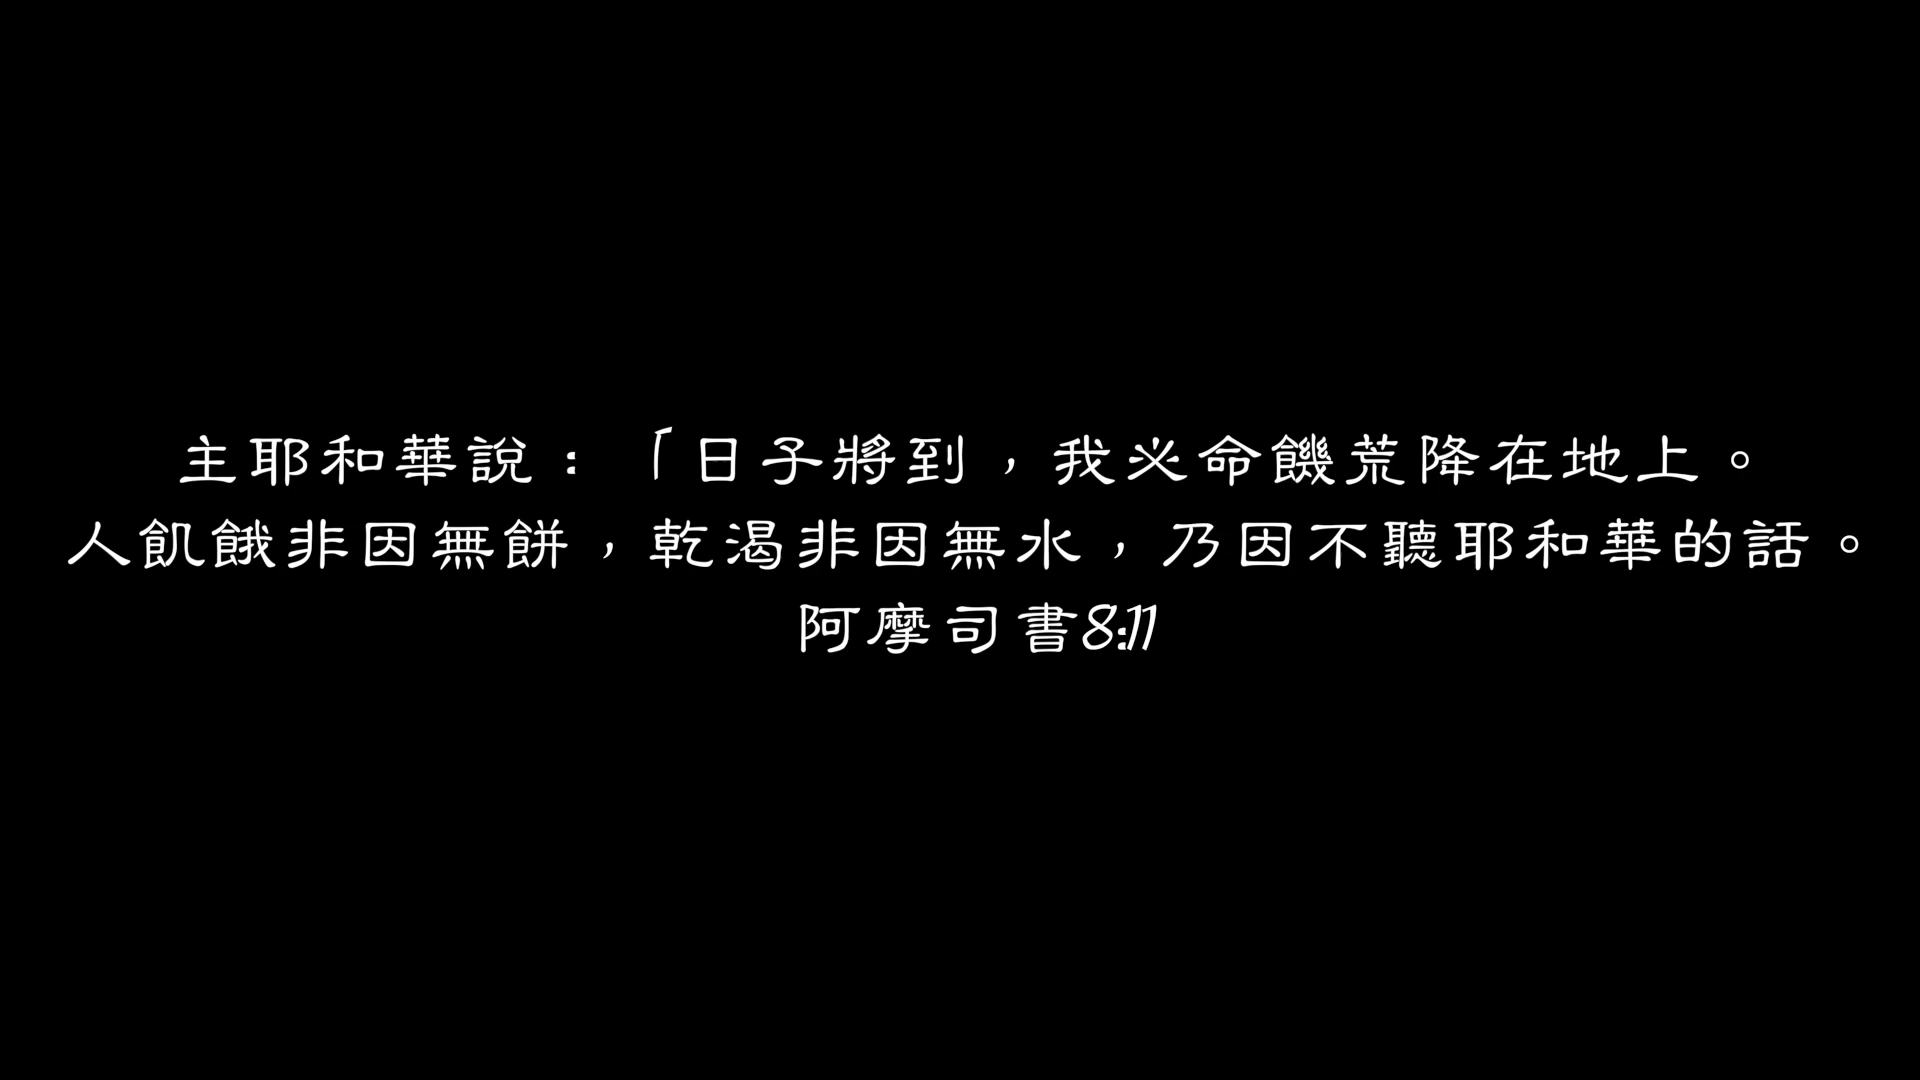 主耶和華說：「日子將到，我必命饑荒降在地上。
人飢餓非因無餅，乾渴非因無水，乃因不聽耶和華的話。
阿摩司書8:11